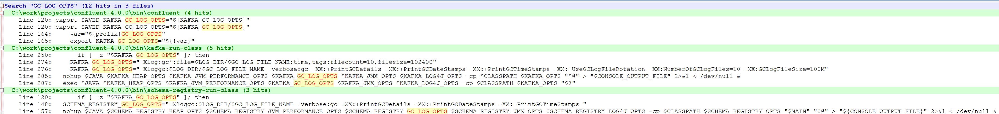 Search "GC_LOG_OPTS" (12 hits in 3 files)
C:\work\projects\confluent-4.0.0\bin\confluent (4 hits)
Line 120: export SAVED_KAFKA_GC_LOG_OPTS="${KAFKA_GC_LOG_OPTS}"
Line 120: export SAVED_KAFKA_GC_LOG_OPTS="${KAFKA_GC_LOG_OPTS}"
Line 164:     var="${prefix}GC_LOG_OPTS"
Line 165:     export KAFKA_GC_LOG_OPTS="${!var}"
C:\work\projects\confluent-4.0.0\bin\kafka-run-class (5 hits)
Line 250:       if [ -z "$KAFKA_GC_LOG_OPTS" ]; then
Line 274:     KAFKA_GC_LOG_OPTS="-Xlog:gc*:file=$LOG_DIR/$GC_LOG_FILE_NAME:time,tags:filecount=10,filesize=102400"
Line 276:     KAFKA_GC_LOG_OPTS="-Xloggc:$LOG_DIR/$GC_LOG_FILE_NAME -verbose:gc -XX:+PrintGCDetails -XX:+PrintGCDateStamps -XX:+PrintGCTimeStamps -XX:+UseGCLogFileRotation -XX:NumberOfGCLogFiles=10 -XX:GCLogFileSize=100M"
Line 285:   nohup $JAVA $KAFKA_HEAP_OPTS $KAFKA_JVM_PERFORMANCE_OPTS $KAFKA_GC_LOG_OPTS $KAFKA_JMX_OPTS $KAFKA_LOG4J_OPTS -cp $CLASSPATH $KAFKA_OPTS "$@" > "$CONSOLE_OUTPUT_FILE" 2>&1 < /dev/null &
Line 287:   exec $JAVA $KAFKA_HEAP_OPTS $KAFKA_JVM_PERFORMANCE_OPTS $KAFKA_GC_LOG_OPTS $KAFKA_JMX_OPTS $KAFKA_LOG4J_OPTS -cp $CLASSPATH $KAFKA_OPTS "$@"
C:\work\projects\confluent-4.0.0\bin\schema-registry-run-class (3 hits)
Line 120:       if [ -z "$KAFKA_GC_LOG_OPTS" ]; then
Line 148:   SCHEMA_REGISTRY_GC_LOG_OPTS="-Xloggc:$LOG_DIR/$GC_LOG_FILE_NAME -verbose:gc -XX:+PrintGCDetails -XX:+PrintGCDateStamps -XX:+PrintGCTimeStamps "
Line 157:   nohup $JAVA $SCHEMA_REGISTRY_HEAP_OPTS $SCHEMA_REGISTRY_JVM_PERFORMANCE_OPTS $SCHEMA_REGISTRY_GC_LOG_OPTS $SCHEMA_REGISTRY_JMX_OPTS $SCHEMA_REGISTRY_LOG4J_OPTS -cp $CLASSPATH $SCHEMA_REGISTRY_OPTS "$MAIN" "$@" > "${CONSOLE_OUTPUT_FILE}" 2>&1 < /dev/null &